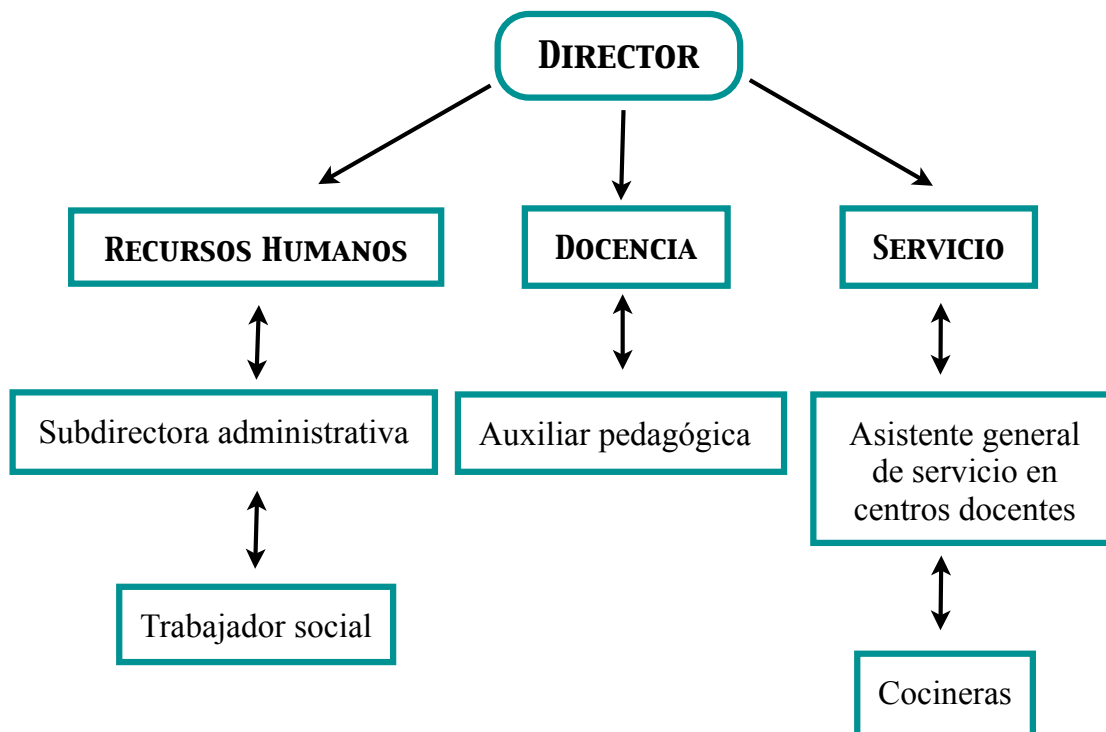 DIRECTOR
RECURSOS HUMANOS
DOCENCIA
SERVICIO
Subdirectora administrativa
Auxiliar pedagógica
Asistente general
de servicio en
centros docentes
Trabajador social
Cocineras